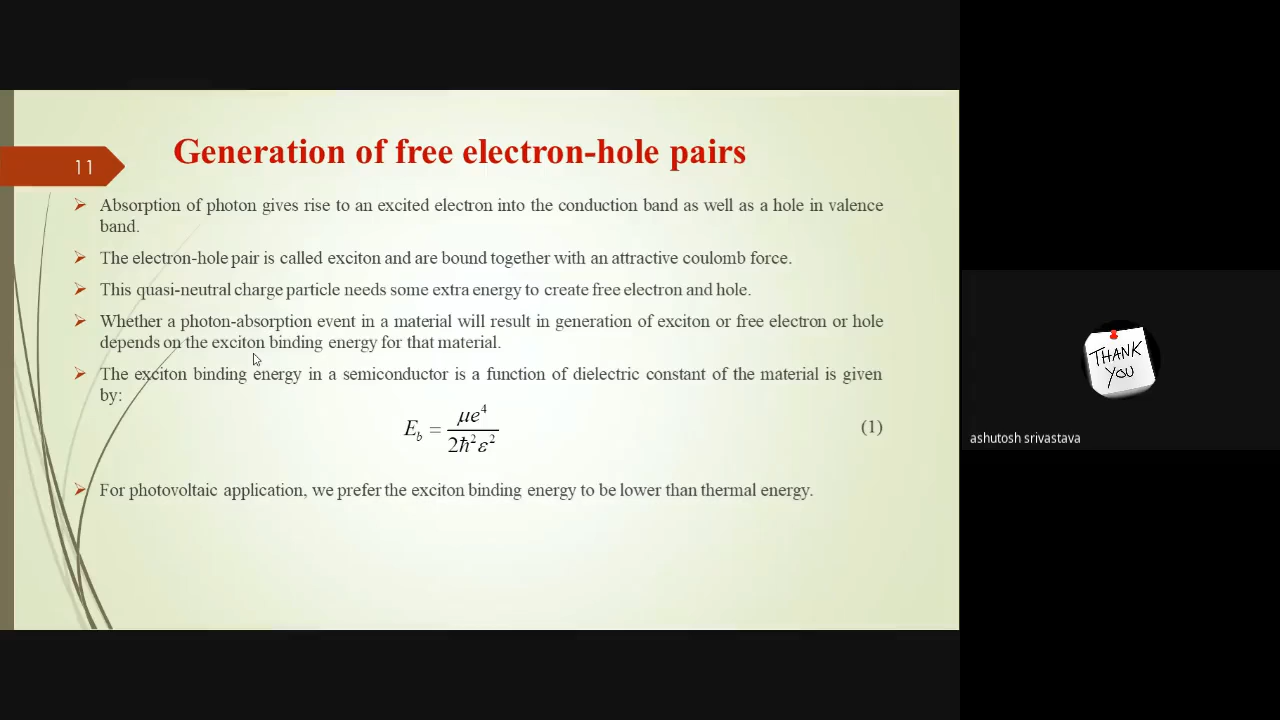 11
Generation of free electron-hole pairs
Absorption of photon gives rise to an excited electron into the conduction band as well as a hole in valence
band.
The electron-hole pair is called exciton and are bound together with an attractive coulomb force.
This quasi-neutral charge particle needs some extra energy to create free electron and hole.
Whether a photon-absorption event in a material will result in generation of exciton or free electron or hole
depends on the exciton binding energy for that material.
The exciton binding energy in a semiconductor is a function of dielectric constant of the material is given
by:
E_b = μe⁴ / 2ħ²ε² (1)
For photovoltaic application, we prefer the exciton binding energy to be lower than thermal energy.
THANK
YOU
ashutosh srivastava